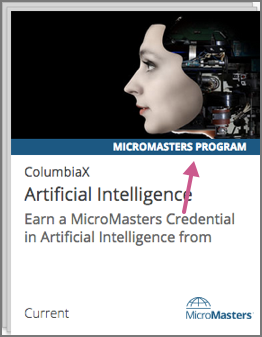 MICROMASTERS PROGRAM
ColumbiaX
Artificial Intelligence
Earn a MicroMasters Credential
in Artificial Intelligence from
Current
MicroMasters